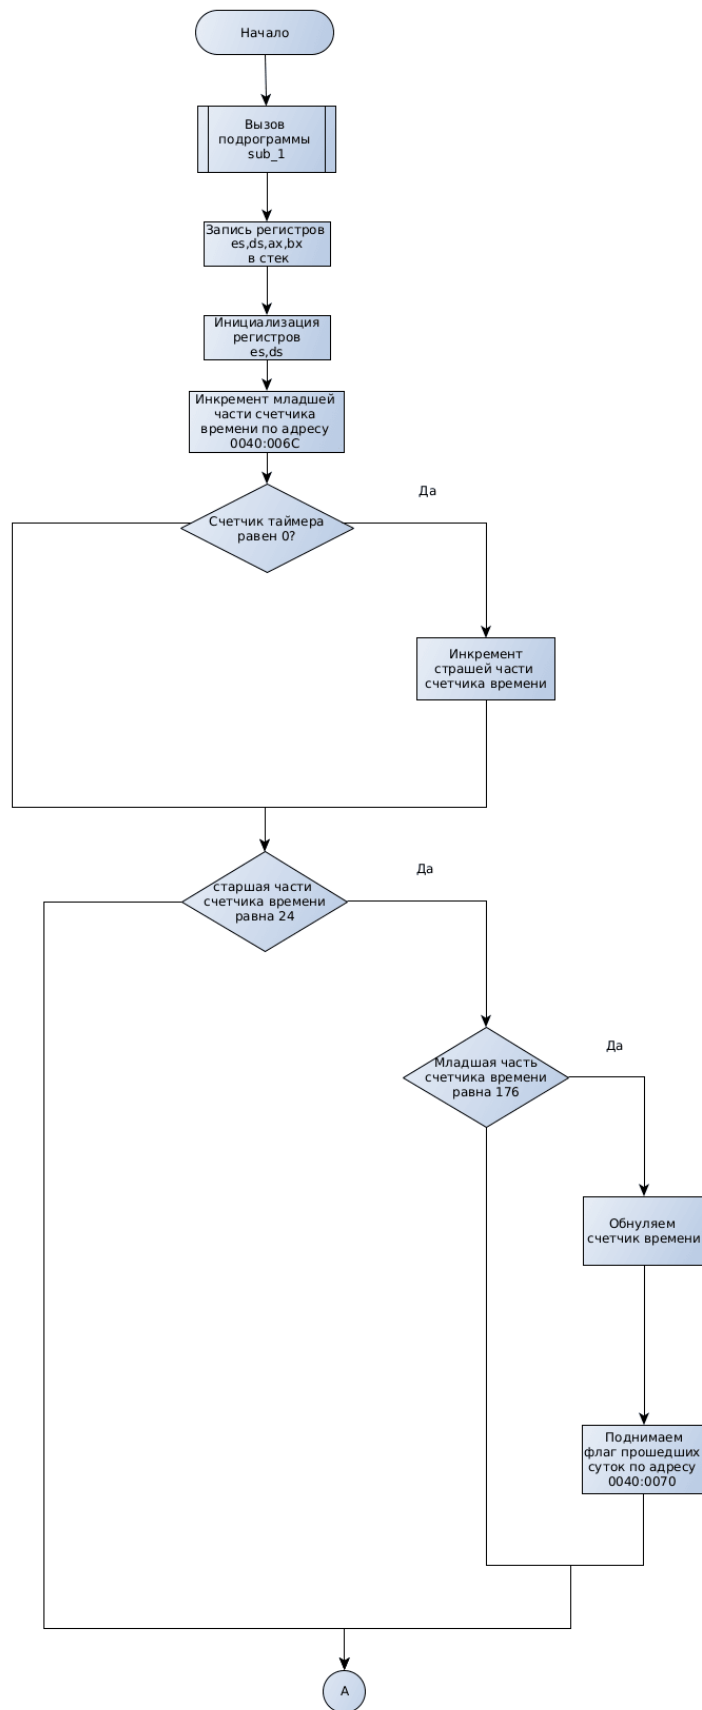 Начало
Вызов
подрограммы
sub_1
Запись регистров
es,ds,ax,bx
в стек
Инициализация
регистров
es,ds
Инкремент младшей
части счетчика
времени по адресу
0040:006C
Да
Счетчик таймера
равен 0?
Инкремент
страшей части
счетчика времени
Да
старшая части
счетчика времени
равна 24
Да
Младшая часть
счетчика времени
равна 176
Обнуляем
счетчик времени
Поднимаем
флаг прошедших
суток по адресу
0040:0070
A